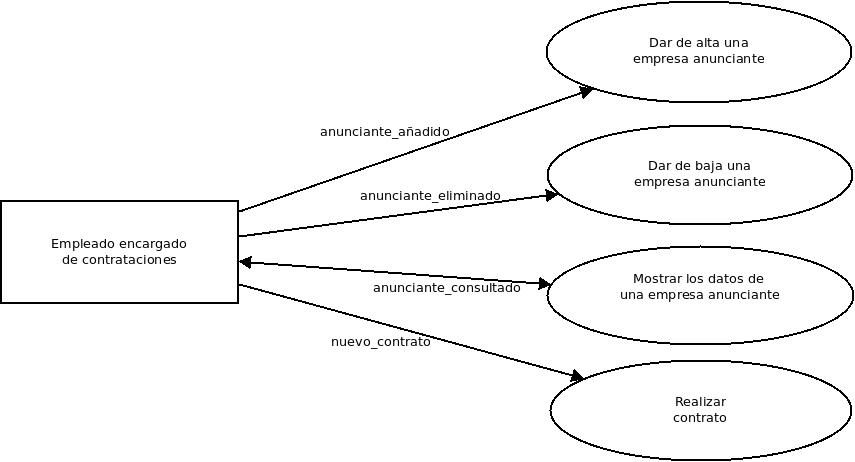 Dar de alta una
empresa anunciante
anunciante_añadido
Dar de baja una
empresa anunciante
anunciante_eliminado
Empleado encargado
de contrataciones
Mostrar los datos de
una empresa anunciante
anunciante_consultado
nuevo_contrato
Realizar
contrato